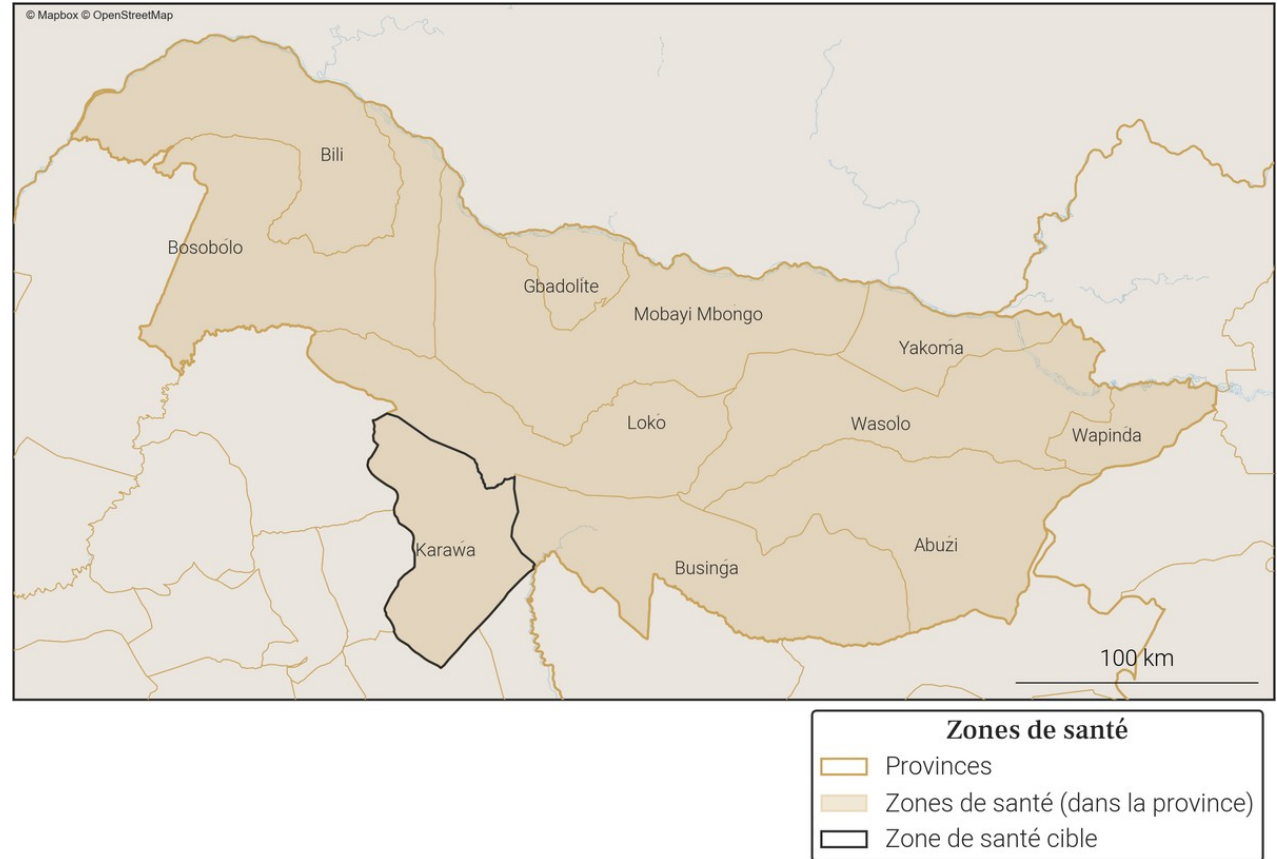 © Mapbox © OpenStreetMap
Bili
Bosobolo
Gbadolite
Mobayi Mbongo
Yakoma
Loko
Wasolo
Wapinda
Karawa
Businga
Abuzi
100 km
Zones de santé
Provinces
Zones de santé (dans la province)
Zone de santé cible